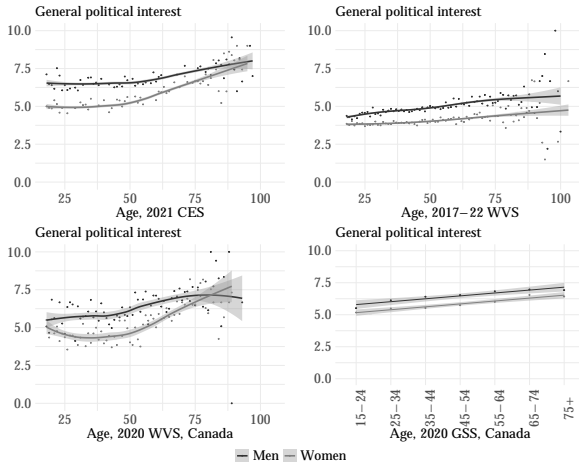 General political interest
10.0
7.5
5.0
2.5
0.0
25 50 75 100
Age, 2021 CES
General political interest
10.0
7.5
5.0
2.5
0.0
25 50 75 100
Age, 2017−22 WVS
General political interest
10.0
7.5
5.0
2.5
0.0
25 50 75 100
Age, 2020 WVS, Canada
General political interest
10.0
7.5
5.0
2.5
0.0
15−24
25−34
35−44
45−54
55−64
65−74
75+
Age, 2020 GSS, Canada
Men Women